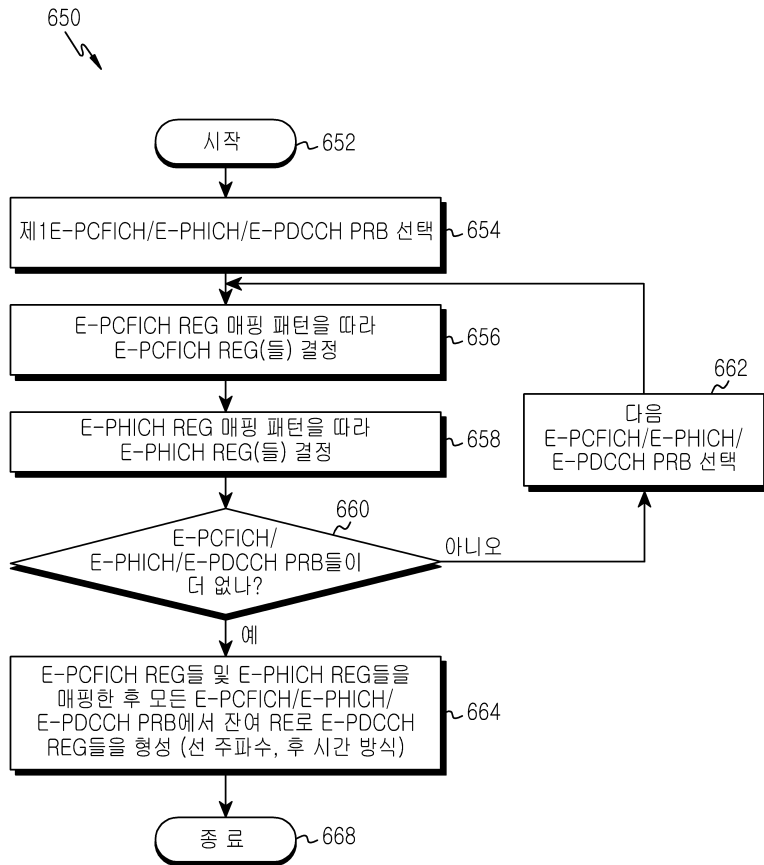 650
시작
652
제1E-PCFICH/E-PHICH/E-PDCCH PRB 선택
654
E-PCFICH REG 매핑 패턴을 따라
E-PCFICH REG(들) 결정
656
E-PHICH REG 매핑 패턴을 따라
E-PHICH REG(들) 결정
658
662
다음
E-PCFICH/E-PHICH/
E-PDCCH PRB 선택
660
E-PCFICH/
E-PHICH/E-PDCCH PRB들이
더 없나?
아니오
예
E-PCFICH REG들 및 E-PHICH REG들을
매핑한 후 모든 E-PCFICH/E-PHICH/
E-PDCCH PRB에서 잔여 RE로 E-PDCCH
REG들을 형성 (선 주파수, 후 시간 방식)
664
종 료
668